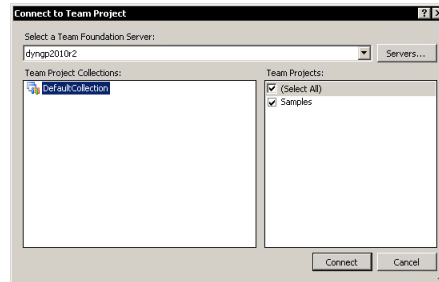 Connect to Team Project
Select a Team Foundation Server:
dyngp2010r2
Servers...
Team Project Collections:
Team Projects:
DefaultCollection
(Select All)
Samples
Connect
Cancel